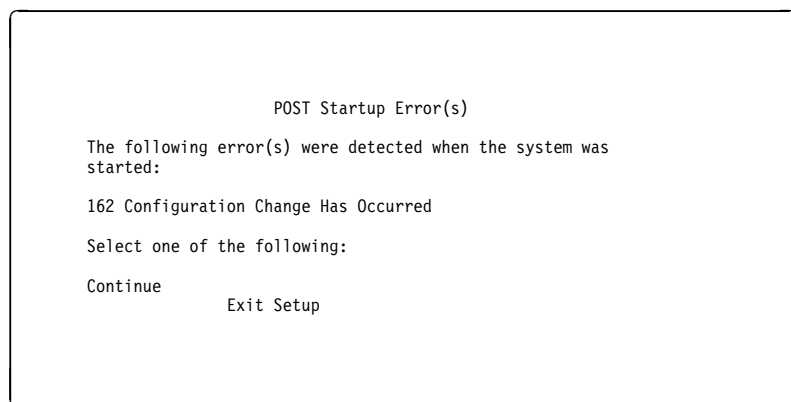 POST Startup Error(s)
The following error(s) were detected when the system was
started:
162 Configuration Change Has Occurred
Select one of the following:
Continue
Exit Setup